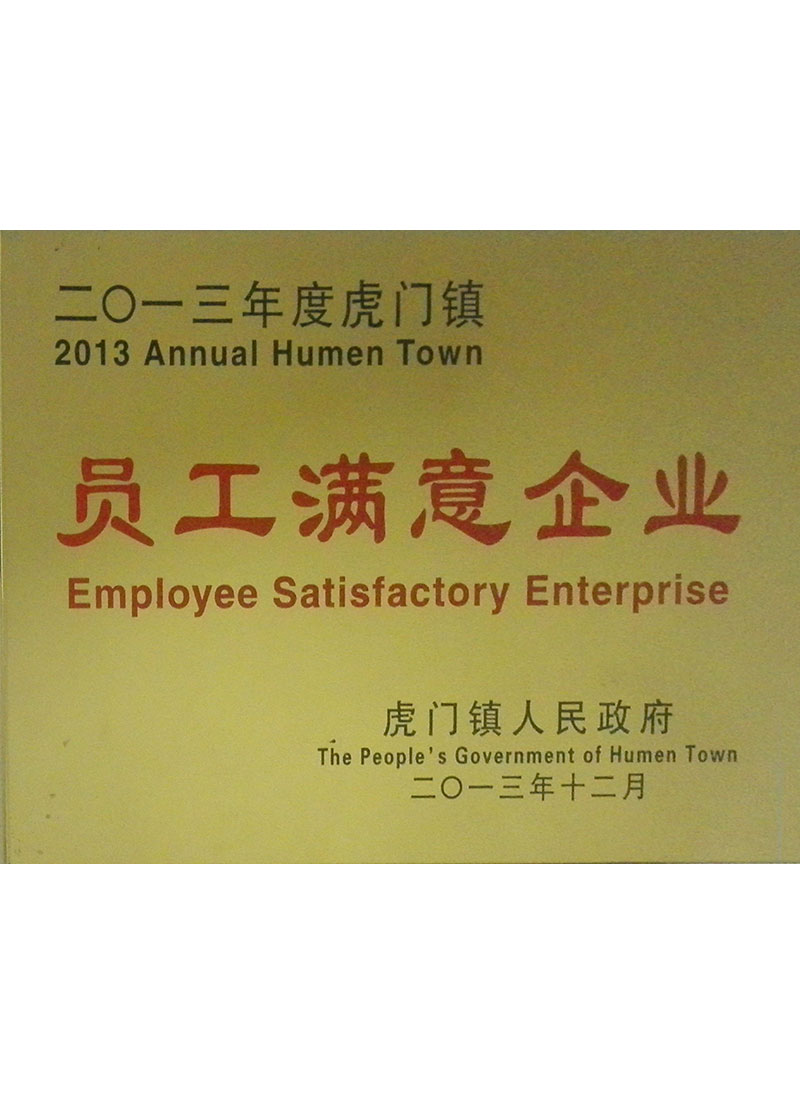 二〇一三年度虎门镇
2013 Annual Humen Town
员工满意企业
Employee Satisfactory Enterprise
虎门镇人民政府
The People's Government of Humen Town
二〇一三年十二月